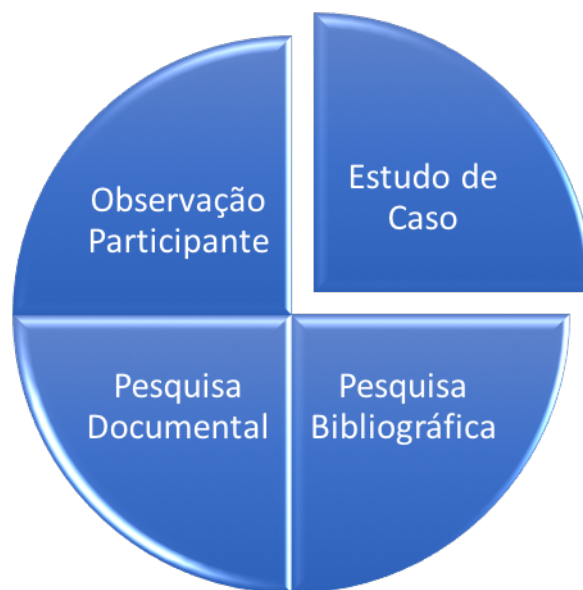 Observação
Participante
Estudo de
Caso
Pesquisa
Documental
Pesquisa
Bibliográfica